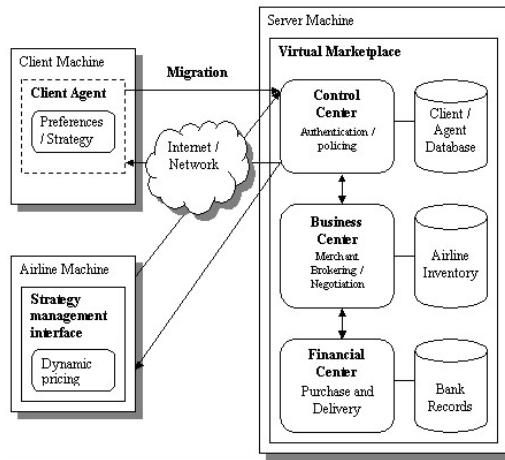 Server Machine
Client Machine
Virtual Marketplace
Migration
Client Agent
Preferences
/ Strategy
Control
Center
Authentication /
policing
Client /
Agent
Database
Internet /
Network
Business
Center
Merchant
Brokering /
Negotiation
Airline
Inventory
Airline Machine
Strategy
management
interface
Dynamic
pricing
Financial
Center
Purchase and
Delivery
Bank
Records